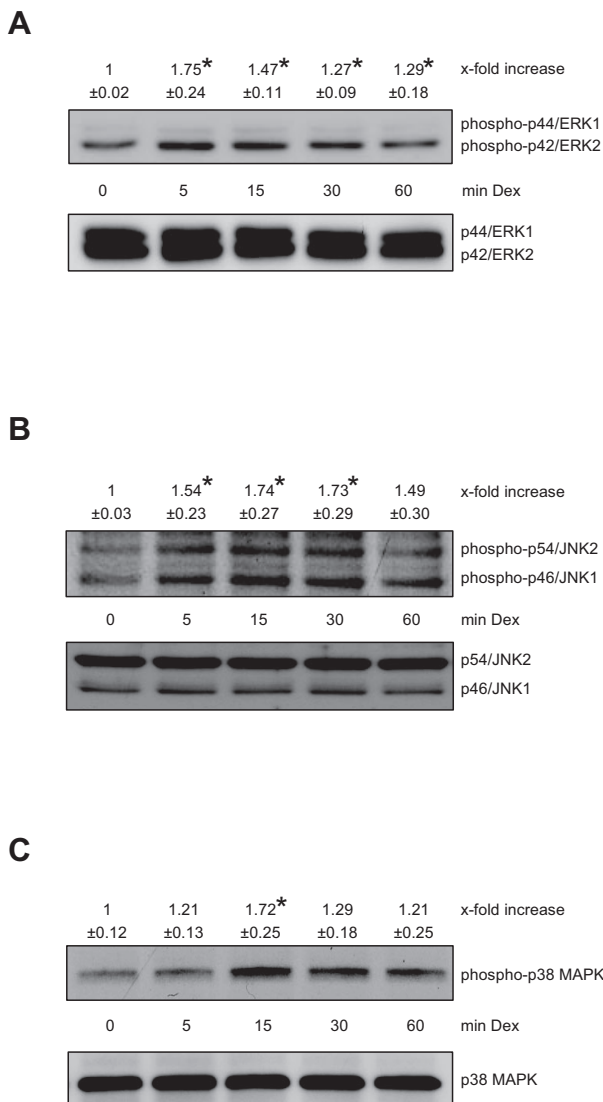 A
1 1.75* 1.47* 1.27* 1.29* x-fold increase
±0.02 ±0.24 ±0.11 ±0.09 ±0.18
phospho-p44/ERK1
phospho-p42/ERK2
0 5 15 30 60 min Dex
p44/ERK1
p42/ERK2
B
1 1.54* 1.74* 1.73* 1.49 x-fold increase
±0.03 ±0.23 ±0.27 ±0.29 ±0.30
phospho-p54/JNK2
phospho-p46/JNK1
0 5 15 30 60 min Dex
p54/JNK2
p46/JNK1
C
1 1.21 1.72* 1.29 1.21 x-fold increase
±0.12 ±0.13 ±0.25 ±0.18 ±0.25
phospho-p38 MAPK
0 5 15 30 60 min Dex
p38 MAPK